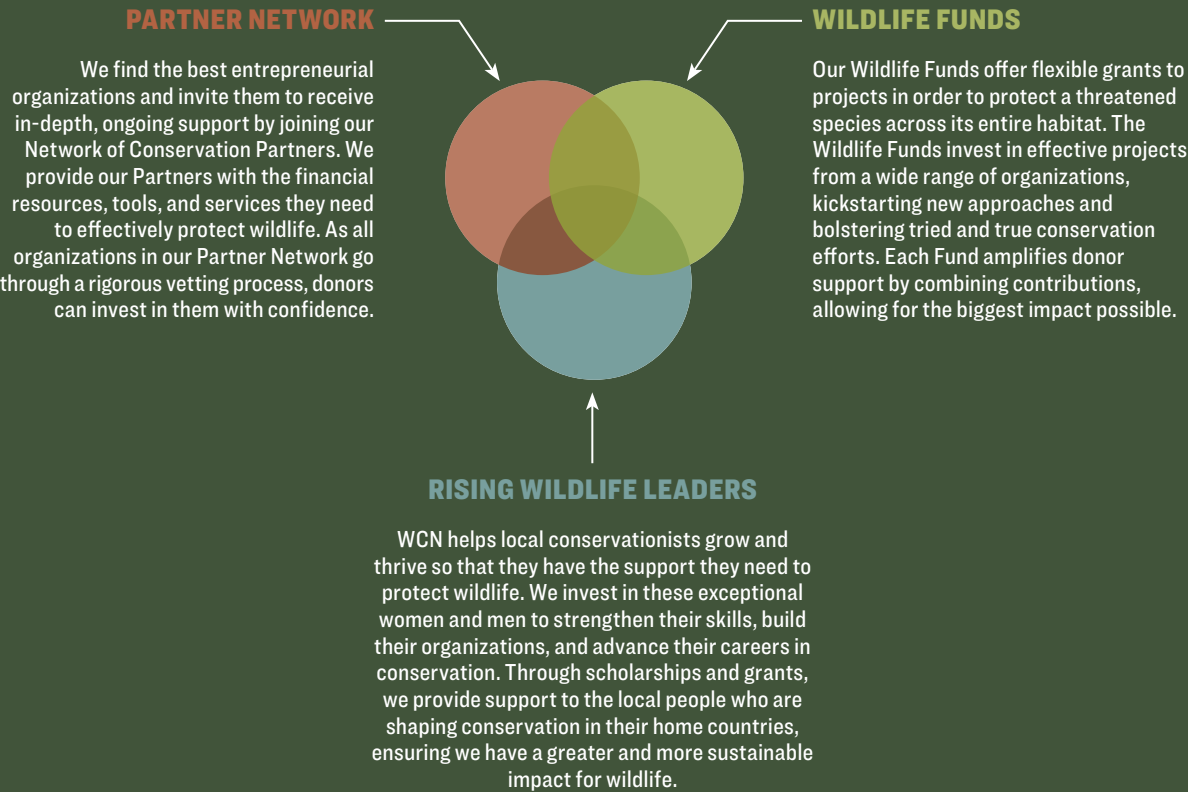 PARTNER NETWORK
We find the best entrepreneurial
organizations and invite them to receive
in-depth, ongoing support by joining our
Network of Conservation Partners. We
provide our Partners with the financial
resources, tools, and services they need
to effectively protect wildlife. As all
organizations in our Partner Network go
through a rigorous vetting process, donors
can invest in them with confidence.
WILDLIFE FUNDS
Our Wildlife Funds offer flexible grants to
projects in order to protect a threatened
species across its entire habitat. The
Wildlife Funds invest in effective projects
from a wide range of organizations,
kickstarting new approaches and
bolstering tried and true conservation
efforts. Each Fund amplifies donor
support by combining contributions,
allowing for the biggest impact possible.
RISING WILDLIFE LEADERS
WCN helps local conservationists grow and
thrive so that they have the support they need to
protect wildlife. We invest in these exceptional
women and men to strengthen their skills, build
their organizations, and advance their careers in
conservation. Through scholarships and grants,
we provide support to the local people who are
shaping conservation in their home countries,
ensuring we have a greater and more sustainable
impact for wildlife.